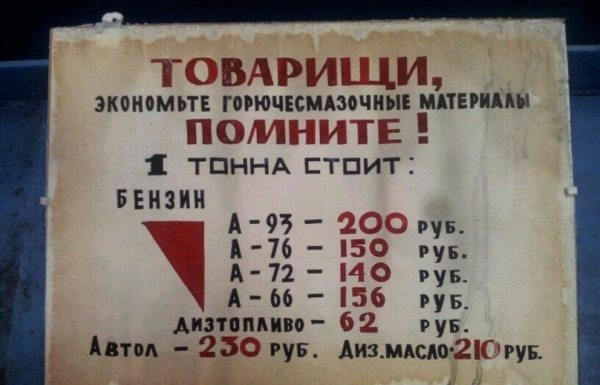 ТОВАРИЩИ,
ЭКОНОМЬТЕ ГОРЮЧЕСМАЗОЧНЫЕ МАТЕРИАЛЫ
ПОМНИТЕ!
1 ТОННА СТОИТ:
БЕНЗИН
А-93 - 200 РУБ.
А-76 - 150 РУБ.
А-72 - 140 РУБ.
А-66 - 156 РУБ.
ДИЗТОПЛИВО - 62 РУБ.
АВТОЛ - 230 РУБ. ДИЗ.МАСЛО-210 РУБ.